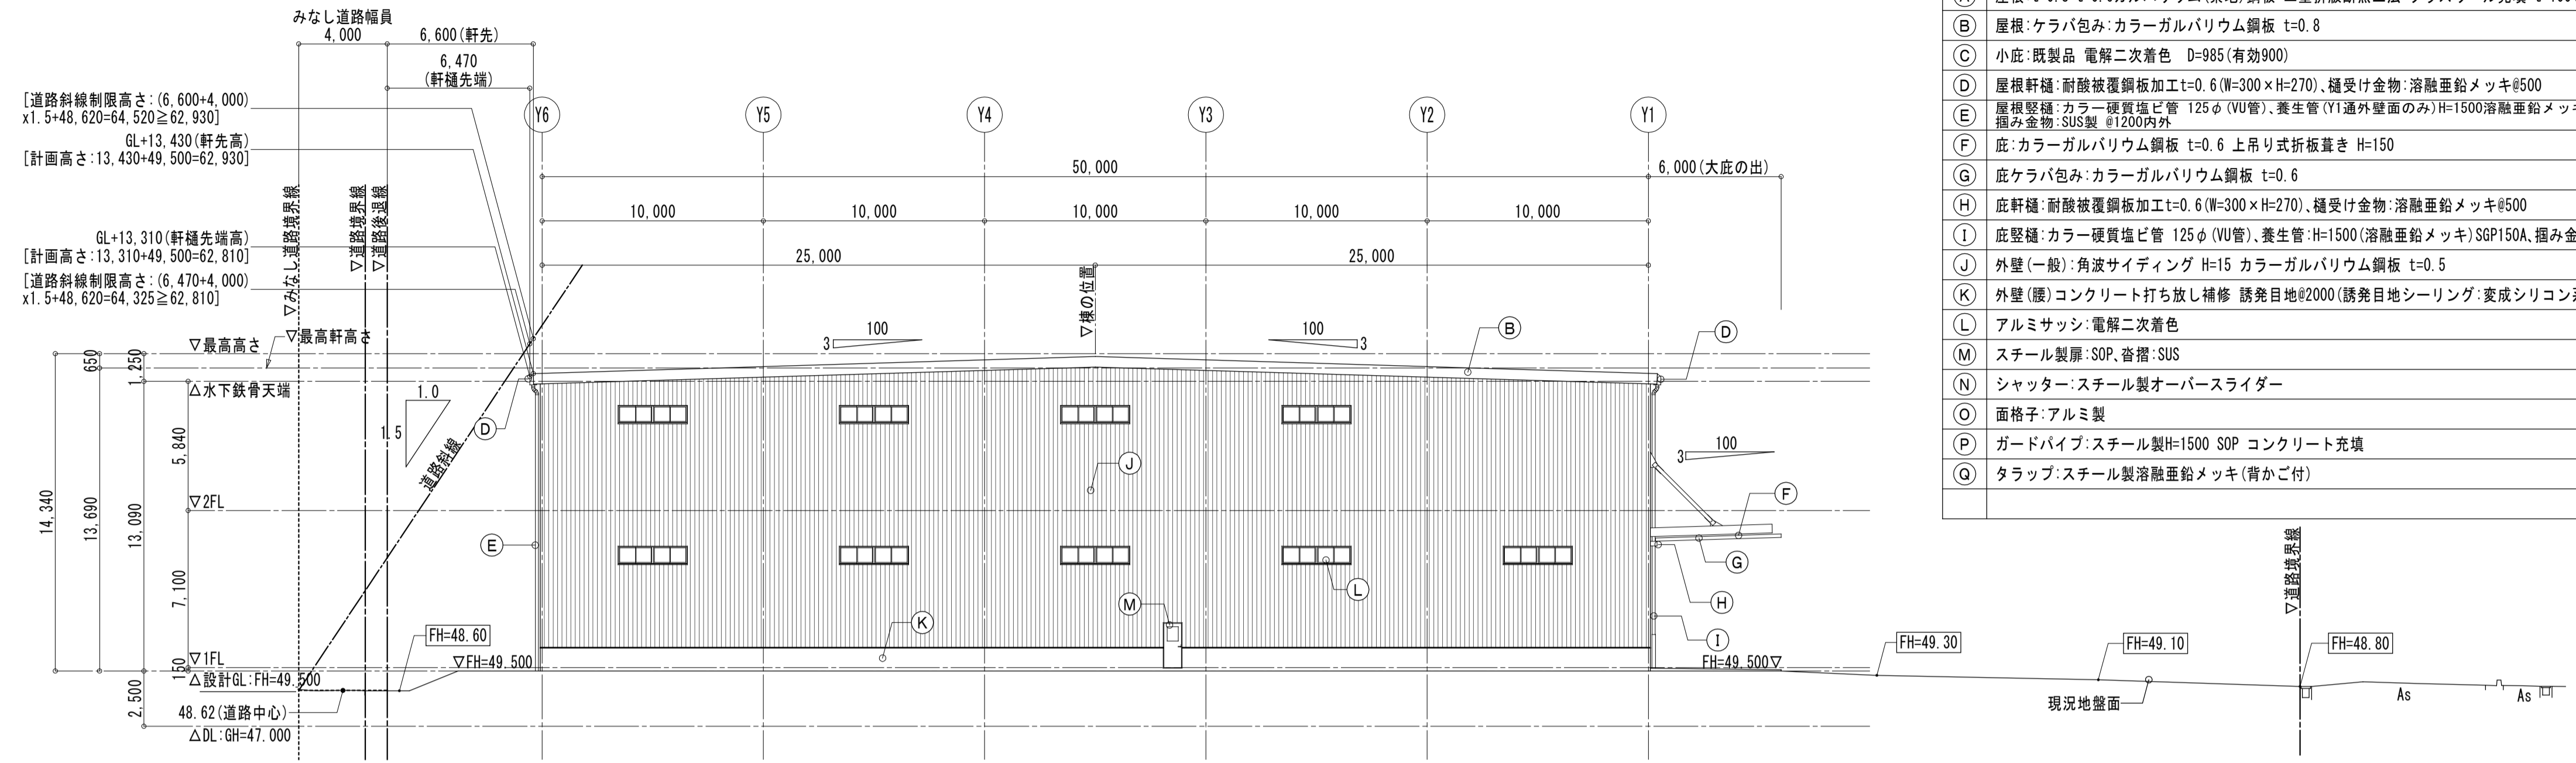 みなし道路幅員
4,000
6,600(軒先)
6,470
(軒樋先端)
[道路斜線制限高さ:(6,600+4,000)
x1.5+48,620=64,520≧62,930]
GL+13,430(軒先高)
[計画高さ:13,430+49,500=62,930]
GL+13,310(軒樋先端高)
[計画高さ:13,310+49,500=62,810]
[道路斜線制限高さ:(6,470+4,000)
x1.5+48,620=64,325≧62,810]
▽みなし道路境界線
▽道路境界線
▽道路後退線
Y6
Y5
Y4
Y3
Y2
Y1
50,000
6,000(大庇の出)
10,000
10,000
10,000
10,000
10,000
25,000
25,000
▽棟の位置
▽最高高さ
▽最高軒高さ
△水下鉄骨天端
650
1,250
14,340
13,690
13,090
5,840
7,100
150
2,500
1.0
1.5
道路斜線
3
100
100
3
3
100
B
D
D
J
E
F
G
H
I
K
L
M
▽2FL
▽1FL
△設計GL:FH=49.500
FH=48.60
▽FH=49.500
48.62(道路中心)
△DL:GH=47.000
FH=49.500▽
FH=49.30
FH=49.10
FH=48.80
▽道路境界線
現況地盤面
As
As
B 屋根:ケラバ包み:カラーガルバリウム鋼板 t=0.8
C 小庇:既製品 電解二次着色 D=985(有効900)
D 屋根軒樋:耐酸被覆鋼板加工t=0.6(W=300×H=270)、樋受け金物:溶融亜鉛メッキ@500
E 屋根竪樋:カラー硬質塩ビ管 125φ(VU管)、養生管(Y1通外壁面のみ)H=1500溶融亜鉛メッキ
掴み金物:SUS製 @1200内外
F 庇:カラーガルバリウム鋼板 t=0.6 上吊り式折板葺き H=150
G 庇ケラバ包み:カラーガルバリウム鋼板 t=0.6
H 庇軒樋:耐酸被覆鋼板加工t=0.6(W=300×H=270)、樋受け金物:溶融亜鉛メッキ@500
I 庇竪樋:カラー硬質塩ビ管 125φ(VU管)、養生管:H=1500(溶融亜鉛メッキ)SGP150A、掴み金
J 外壁(一般):角波サイディング H=15 カラーガルバリウム鋼板 t=0.5
K 外壁(腰)コンクリート打ち放し補修 誘発目地@2000(誘発目地シーリング:変成シリコン系
L アルミサッシ:電解二次着色
M スチール製扉:SOP、沓摺:SUS
N シャッター:スチール製オーバースライダー
O 面格子:アルミ製
P ガードパイプ:スチール製H=1500 SOP コンクリート充填
Q タラップ:スチール製溶融亜鉛メッキ(背かご付)